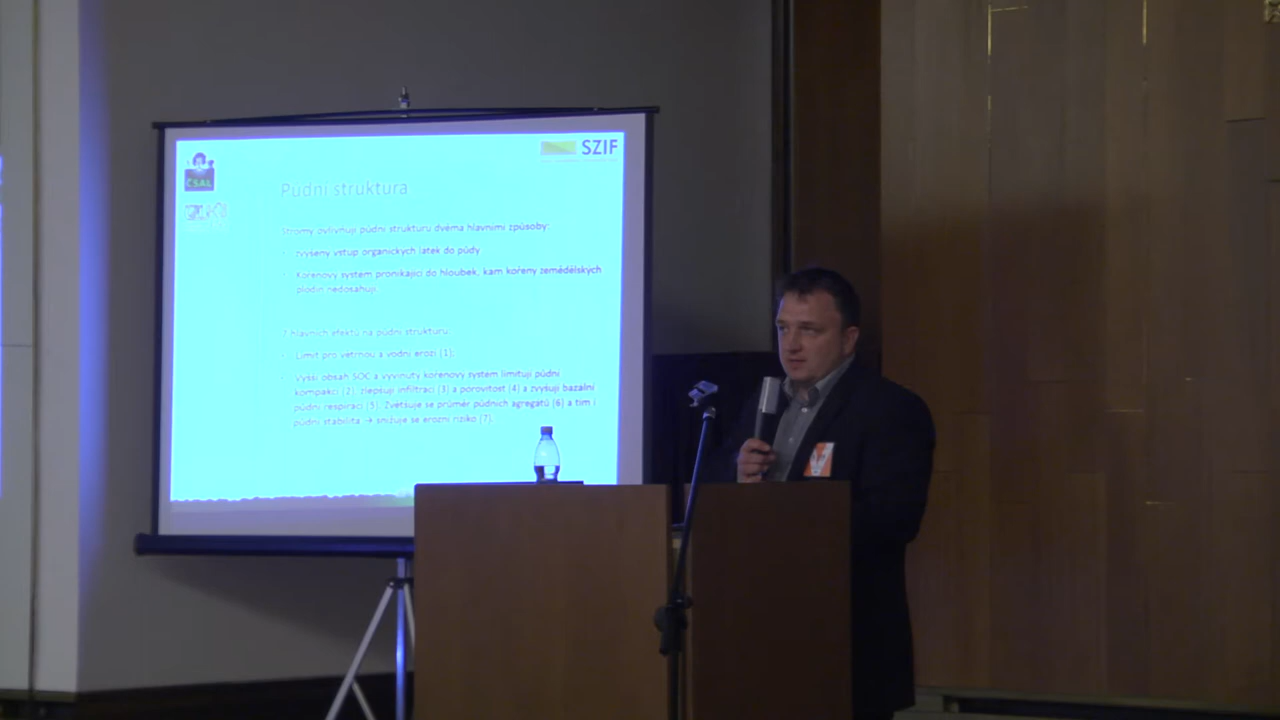 SZIF
ČSAL
Půdní struktura
Stromy ovlivňují půdní strukturu dvěma hlavními způsoby:
zvýšený vstup organických látek do půdy
Kořenový systém pronikající do hloubek, kam kořeny zemědělských
plodin nedosahují.
7 hlavních efektů na půdní strukturu:
Limit pro větrnou a vodní erozi (1);
Vyšší obsah SOC a vyvinutý kořenový systém limitují půdní
kompakci (2), zlepšují infiltraci (3) a porovitost (4) a zvyšují bazální
půdní respiraci (5). Zvětšuje se průměr půdních agregátů (6) a tím i
půdní stabilita → snižuje se erozní riziko (7).